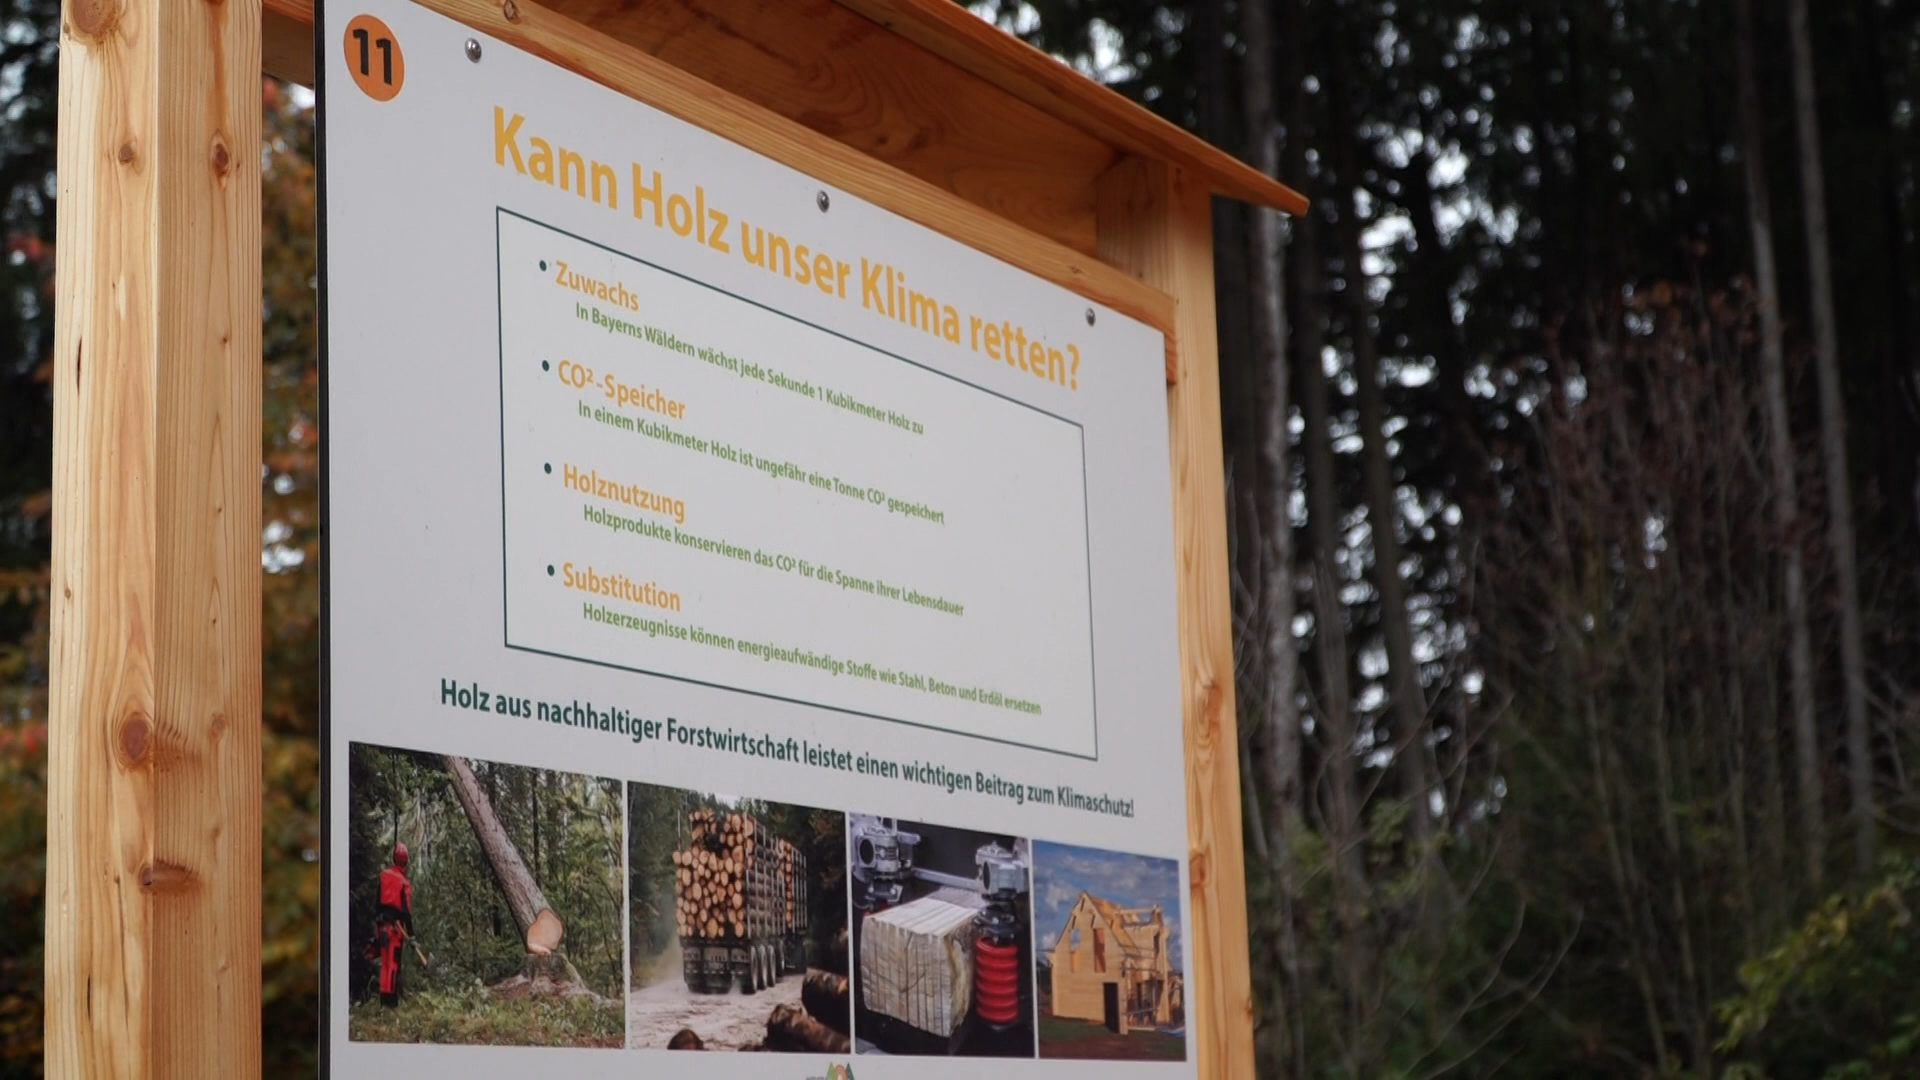 11
Kann Holz unser Klima retten?
• Zuwachs
In Bayerns Wäldern wächst jede Sekunde 1 Kubikmeter Holz zu
• CO²-Speicher
In einem Kubikmeter Holz ist ungefähr eine Tonne CO² gespeichert
• Holznutzung
Holzprodukte konservieren das CO² für die Spanne ihrer Lebensdauer
• Substitution
Holzerzeugnisse können energieaufwändige Stoffe wie Stahl, Beton und Erdöl ersetzen
Holz aus nachhaltiger Forstwirtschaft leistet einen wichtigen Beitrag zum Klimaschutz!